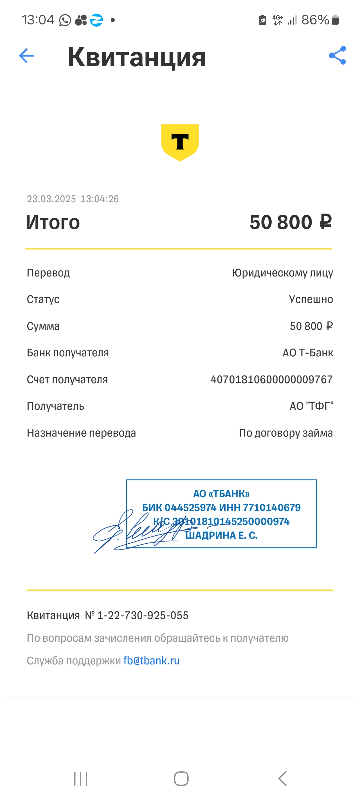 13:04 86%
Квитанция
Т
23.03.2025 13:04:26
Итого 50 800 ₽
Перевод Юридическому лицу
Статус Успешно
Сумма 50 800 ₽
Банк получателя АО Т-Банк
Счет получателя 40701810600000009767
Получатель АО "ТФГ"
Назначение перевода По договору займа
АО «ТБАНК»
БИК 044525974 ИНН 7710140679
К/С 30101810145250000974
ШАДРИНА Е. С.
Квитанция № 1-22-730-925-055
По вопросам зачисления обращайтесь к получателю
Служба поддержки fb@tbank.ru